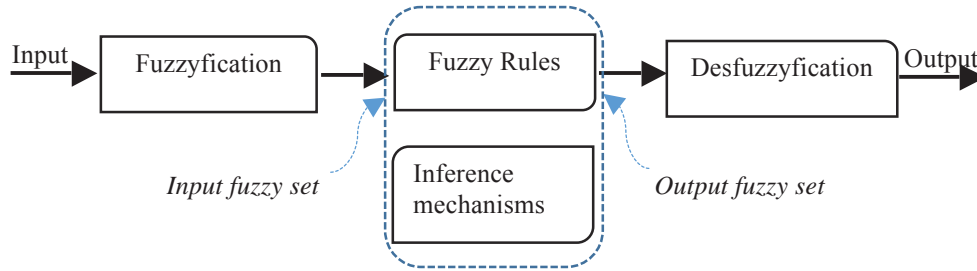 Input
Fuzzyfication
Fuzzy Rules
Desfuzzyfication
Output
Input fuzzy set
Inference
mechanisms
Output fuzzy set